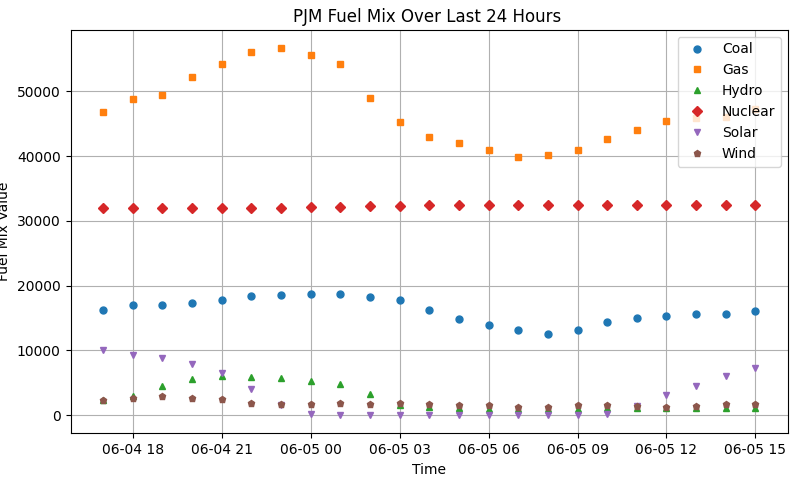 PJM Fuel Mix Over Last 24 Hours
Coal
Gas
Hydro
Nuclear
Solar
Wind
50000
40000
30000
20000
10000
0
Fuel Mix Value
06-04 18
06-04 21
06-05 00
06-05 03
06-05 06
06-05 09
06-05 12
06-05 15
Time